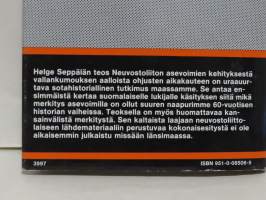 Helge Seppälän teos Neuvostoliiton asevoimien kehityksestä
vallankumouksen aalloista ohjusten aikakauteen on uraauur-
tava sotahistoriallinen tutkimus maassamme. Se antaa en-
simmäistä kertaa suomalaiselle lukijalle käsityksen siitä mikä
merkitys asevoimilla on ollut suuren naapurimme 60-vuotisen
historian vaiheissa. Teoksella on myös huomattavaa kan-
sainvälistä merkitystä. Sen kaltaista laajaan neuvostoliitto-
laiseen lähdemateriaaliin perustuvaa kokonaisesitystä ei ole
aikaisemmin julkaistu missään länsimaassa.
3997
ISBN 951-0-08506-5